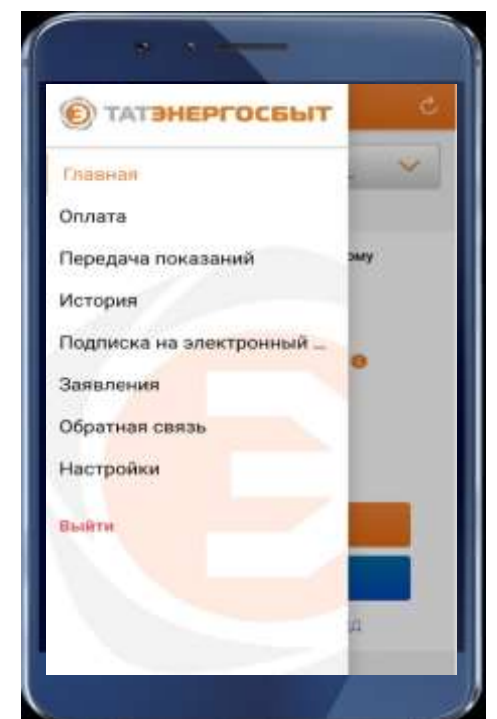 ТАТЭНЕРГОСБЫТ
Главная
Оплата
Передача показаний
История
Подписка на электронный ...
Заявления
Обратная связь
Настройки
Выйти